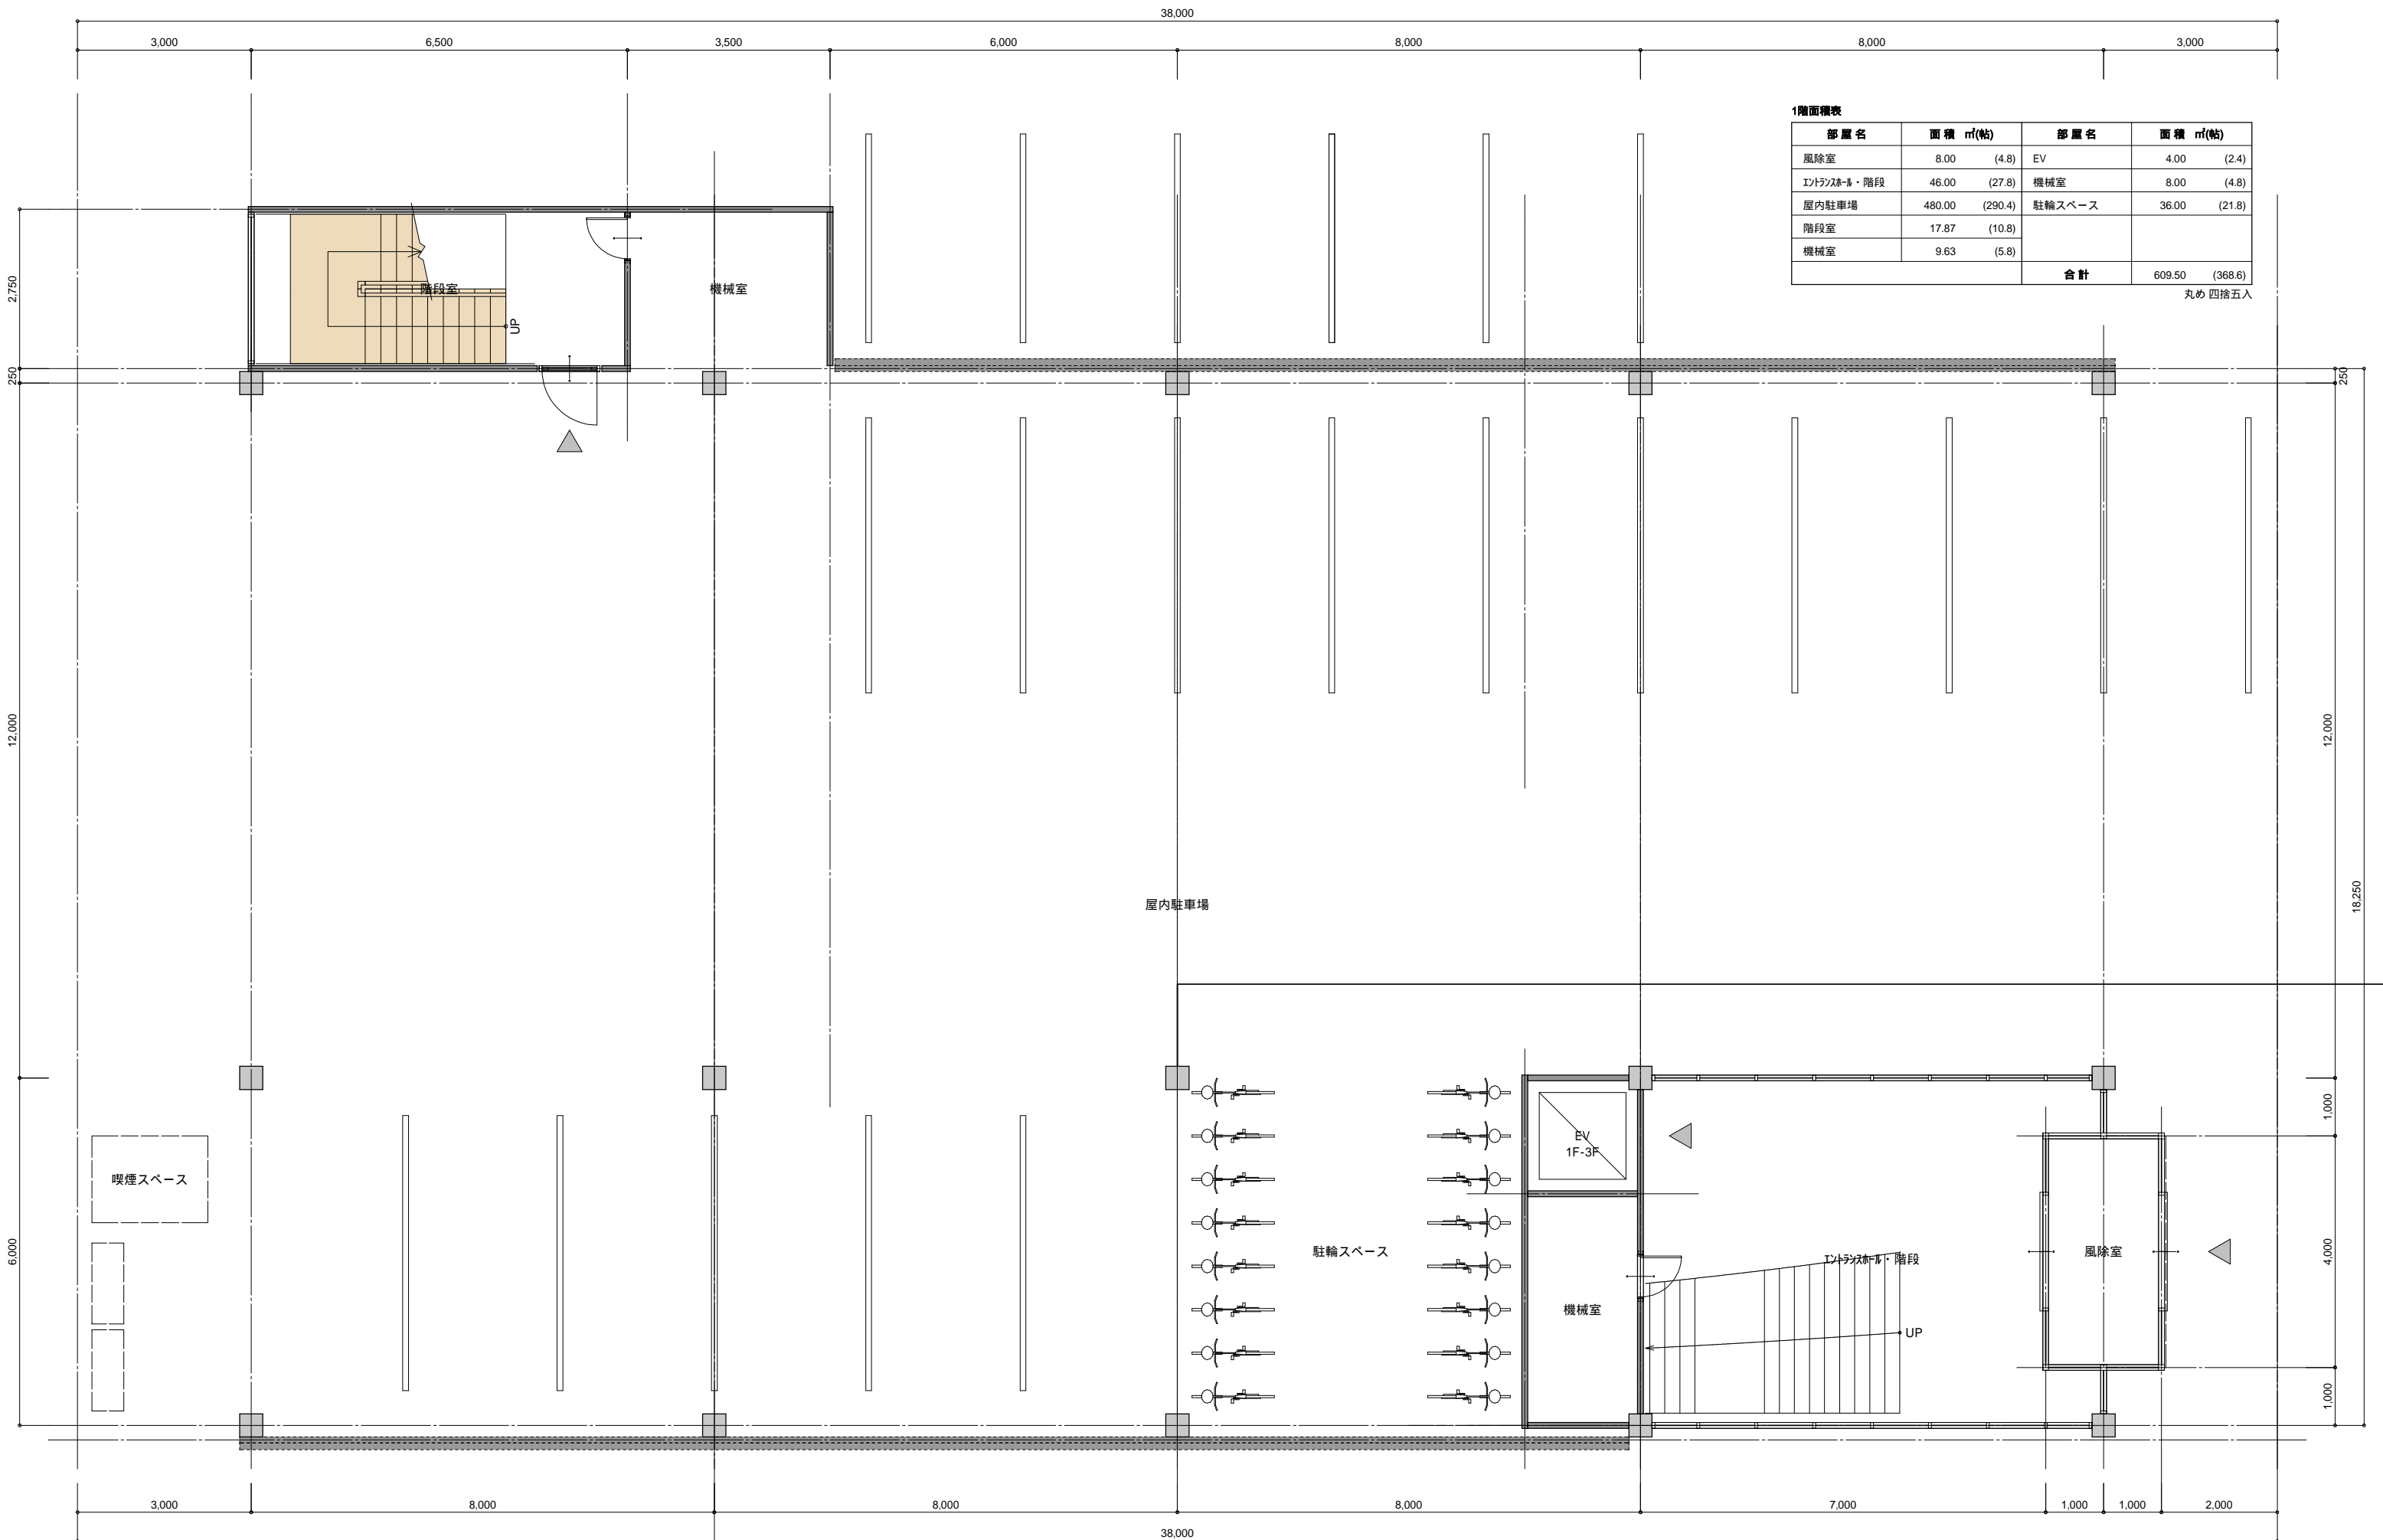 38,000
3,000 6,500 3,500 6,000 8,000 8,000 3,000
1階面積表
部屋名 面積 ㎡(帖) 部屋名 面積 ㎡(帖)
風除室 8.00 (4.8) EV 4.00 (2.4)
エントランスホール・階段 46.00 (27.8) 機械室 8.00 (4.8)
屋内駐車場 480.00 (290.4) 駐輪スペース 36.00 (21.8)
階段室 17.87 (10.8)
機械室 9.63 (5.8)
合計 609.50 (368.6)
丸め 四捨五入
2,750
階段室
機械室
UP
250
250
12,000
12,000
屋内駐車場
18,250
1,000
EV
1F-3F
喫煙スペース
6,000
駐輪スペース
エントランスホール・階段
風除室
4,000
機械室
UP
1,000
3,000 8,000 8,000 8,000 7,000 1,000 1,000 2,000
38,000